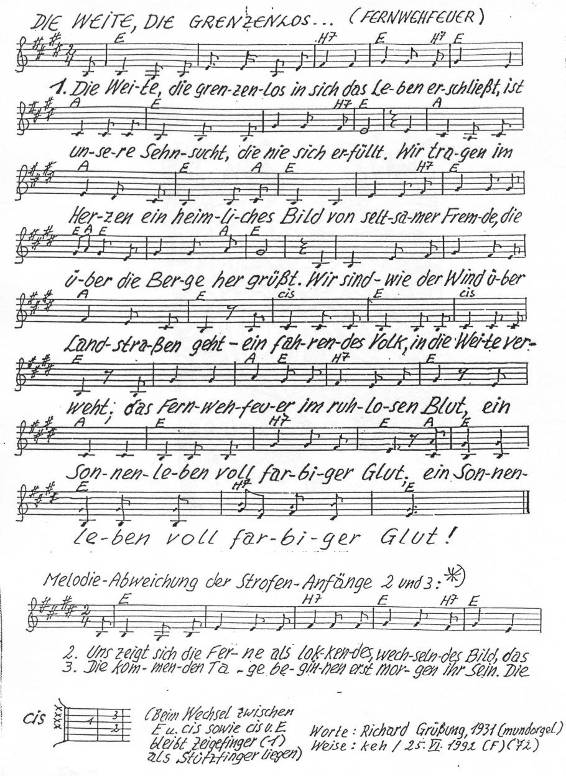 DIE WEITE, DIE GRENZENLOS... (FERNWEHFEUER)
E H7 E H7 E
1. Die Wei-te, die gren-zen-los in sich das Le-ben er-schließt, ist
A E H7 E A
un-se-re Sehn-sucht, die nie sich er-füllt. Wir tra-gen im
E A E H7 E
Her-zen ein heim-li-ches Bild von selt-sa-mer Frem-de, die
E A E A E E
ü-ber die Ber-ge her grüßt. Wir sind-wie der Wind ü-ber
A E cis E cis
Land-stra-ßen geht-ein fah-ren-des Volk, in die Wei-te ver-
E A E H7 E
weht; das Fern-weh-feu-er im ruh-lo-sen Blut, ein
A E H7 E A E
Son-nen-le-ben voll far-bi-ger Glut; ein Son-nen-
E H7 E
le-ben voll far-bi-ger Glut!
Melodie-Abweichung der Strofen-Anfänge 2 und 3:*)
E H7 E H7 E
2. Uns zeigt sich die Fer-ne als lok-ken-des, wech-seln-des Bild, das
3. Die kom-men-den Ta-ge be-gin-nen erst mor-gen ihr Sein. Die
cis xxx 1 3 2
(Beim Wechsel zwischen
E u. cis sowie cis u. E
bleibt Zeigefinger (-1)
als Stützfinger liegen)
Worte: Richard Grüßung, 1931 (mundorgel)
Weise: keh / 25. VI. 1992 (F)(72)